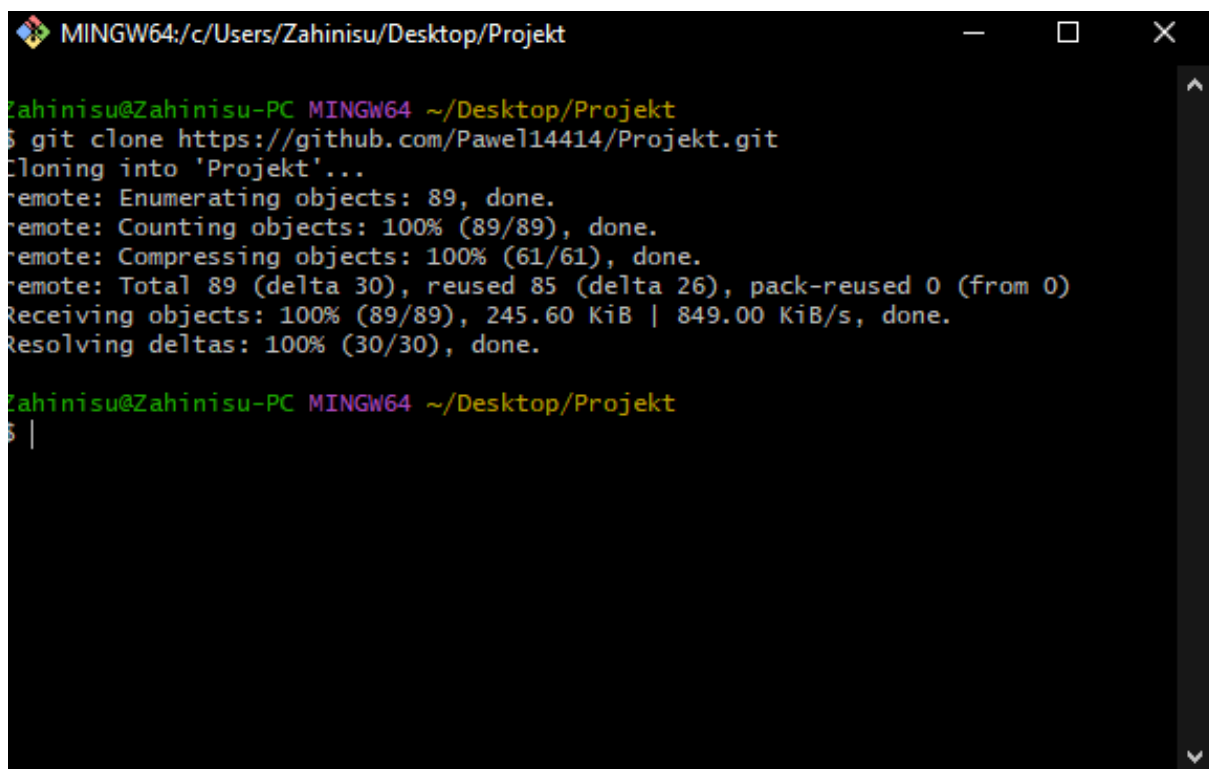 MINGW64:/c/Users/Zahinisu/Desktop/Projekt
Zahinisu@Zahinisu-PC MINGW64 ~/Desktop/Projekt
$ git clone https://github.com/Pawel14414/Projekt.git
Cloning into 'Projekt'...
remote: Enumerating objects: 89, done.
remote: Counting objects: 100% (89/89), done.
remote: Compressing objects: 100% (61/61), done.
remote: Total 89 (delta 30), reused 85 (delta 26), pack-reused 0 (from 0)
Receiving objects: 100% (89/89), 245.60 KiB | 849.00 KiB/s, done.
Resolving deltas: 100% (30/30), done.
Zahinisu@Zahinisu-PC MINGW64 ~/Desktop/Projekt
$